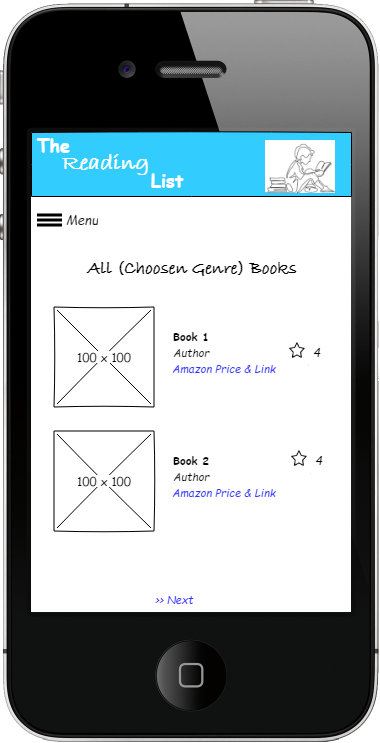 The
Reading
List
Menu
All (Choosen Genre) Books
100 x 100
Book 1
Author
Amazon Price & Link
4
100 x 100
Book 2
Author
Amazon Price & Link
4
>> Next